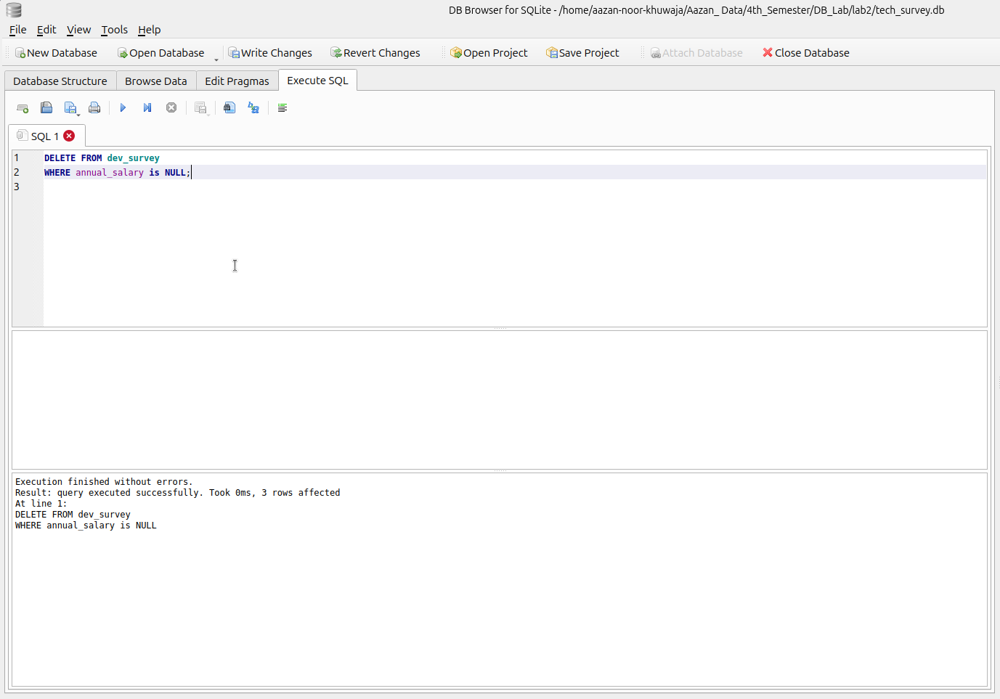 DB Browser for SQLite - /home/aazan-noor-khuwaja/Aazan_ Data/4th_Semester/DB_Lab/lab2/tech_survey.db
File Edit View Tools Help
New Database Open Database Write Changes Revert Changes Open Project Save Project Attach Database Close Database
Database Structure Browse Data Edit Pragmas Execute SQL
SQL 1
1 DELETE FROM dev_survey
2 WHERE annual_salary is NULL;
3
Execution finished without errors.
Result: query executed successfully. Took 0ms, 3 rows affected
At line 1:
DELETE FROM dev_survey
WHERE annual_salary is NULL